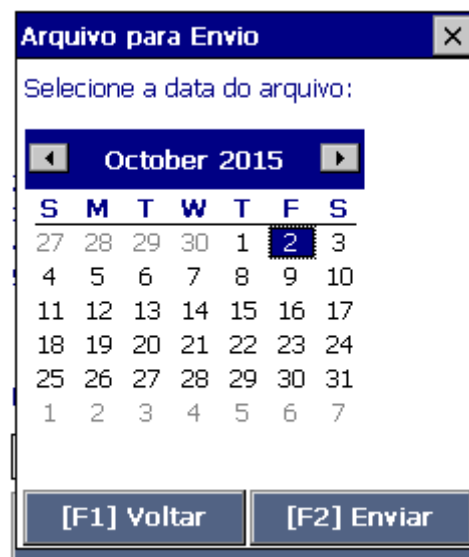 Arquivo para Envio
Selecione a data do arquivo:
October 2015
S M T W T F S
27 28 29 30 1 2 3
4 5 6 7 8 9 10
11 12 13 14 15 16 17
18 19 20 21 22 23 24
25 26 27 28 29 30 31
1 2 3 4 5 6 7
[F1] Voltar [F2] Enviar